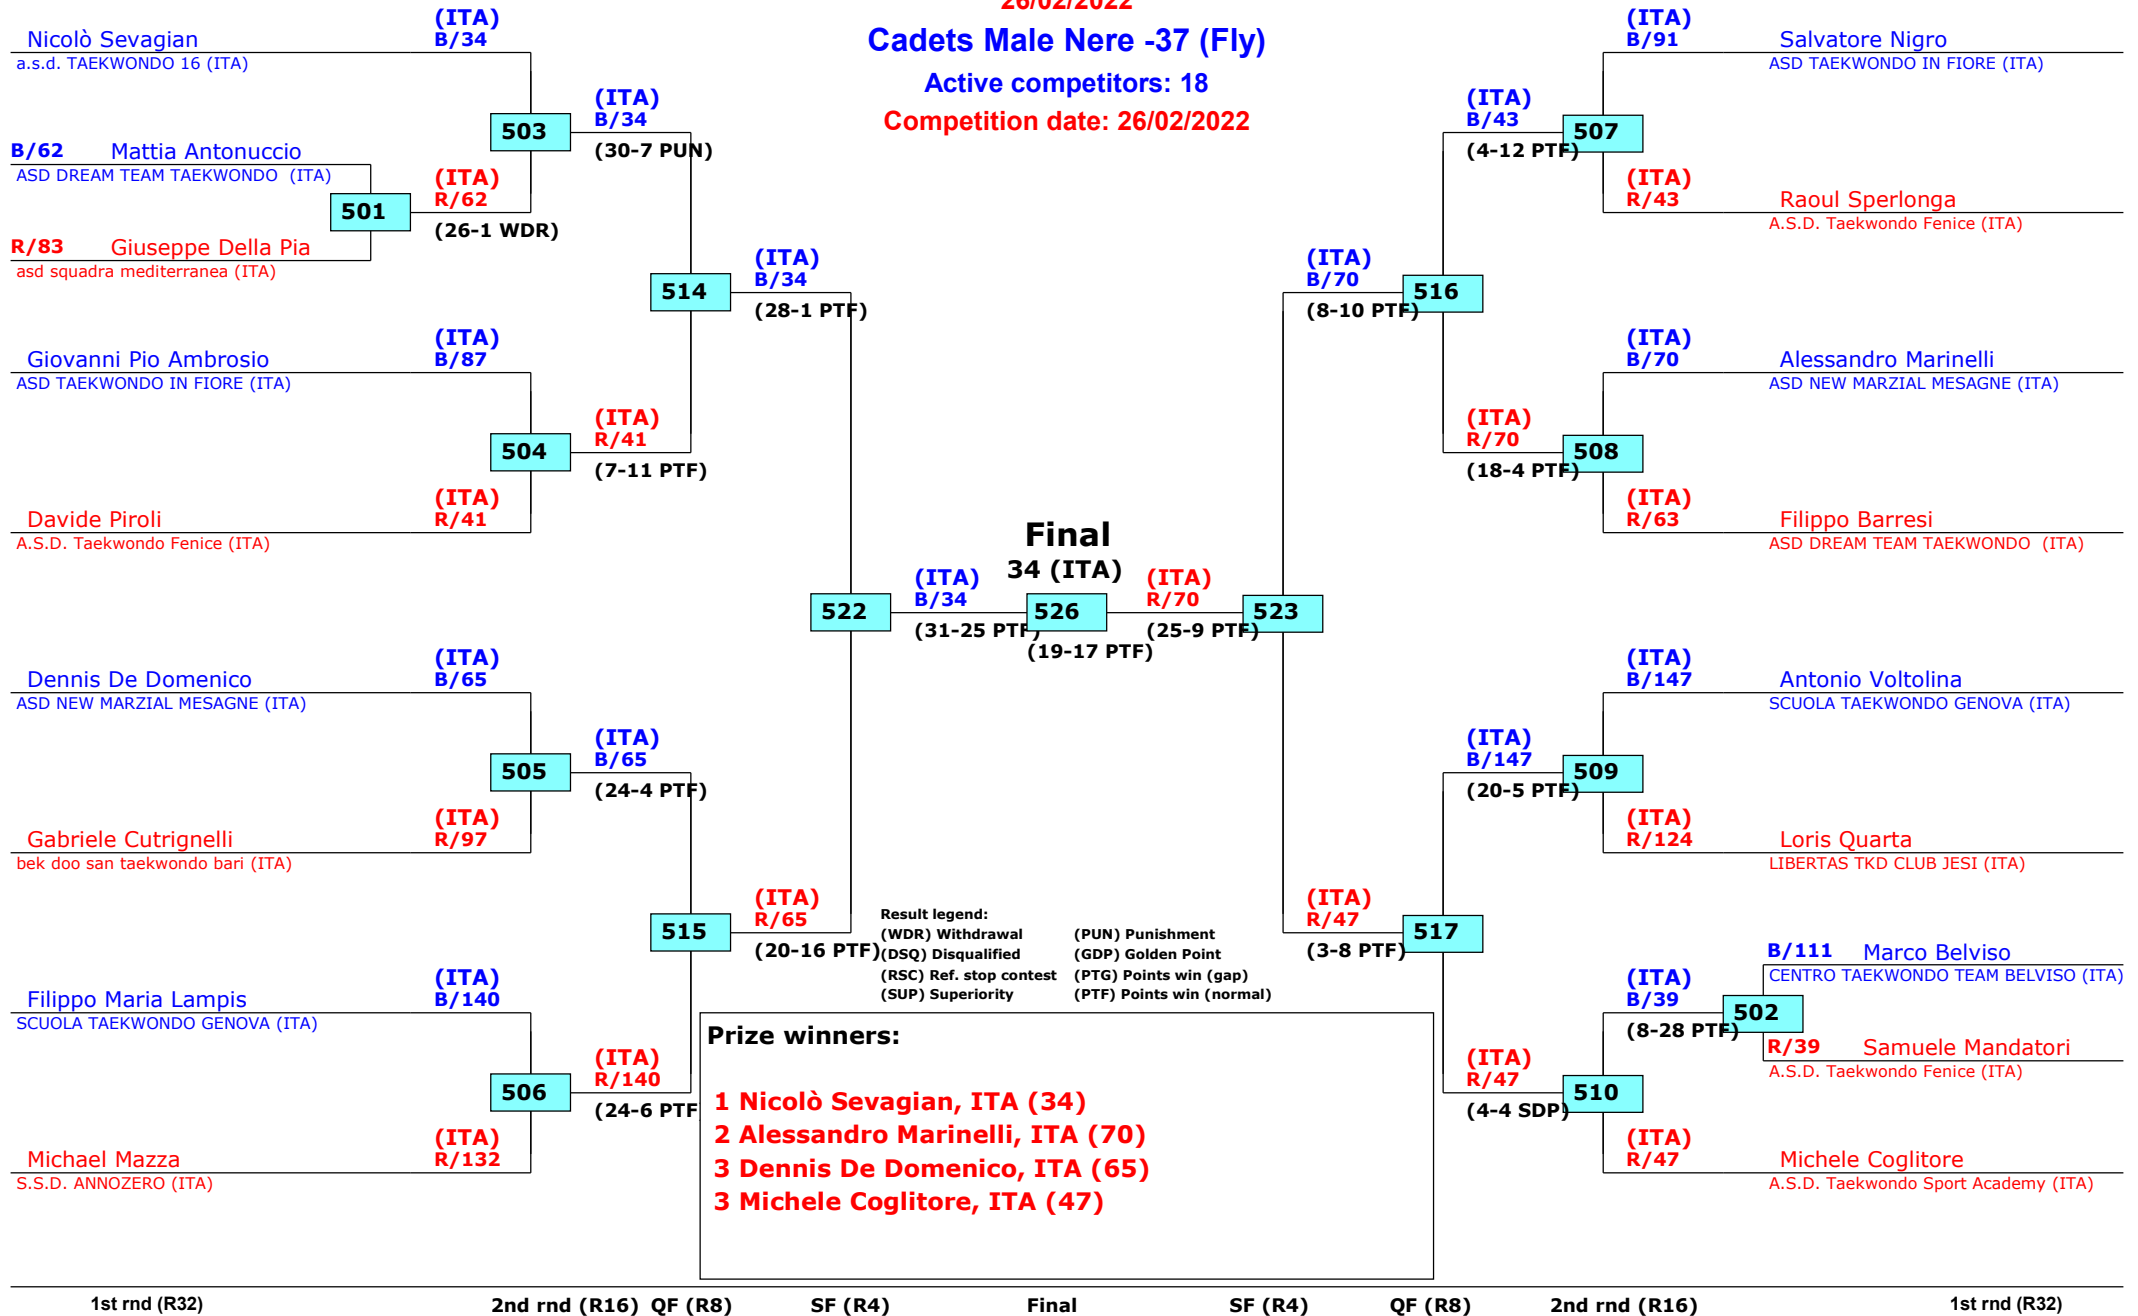 26/02/2022
Cadets Male Nere -37 (Fly)
Active competitors: 18
Competition date: 26/02/2022
(ITA)
B/34
Nicolò Sevagian
a.s.d. TAEKWONDO 16 (ITA)
503
(ITA)
B/34
(30-7 PUN)
B/62 Mattia Antonuccio
ASD DREAM TEAM TAEKWONDO (ITA)
501
(ITA)
R/62
(26-1 WDR)
R/83 Giuseppe Della Pia
asd squadra mediterranea (ITA)
514
(ITA)
B/34
(28-1 PTF)
(ITA)
B/87
Giovanni Pio Ambrosio
ASD TAEKWONDO IN FIORE (ITA)
504
(ITA)
R/41
(7-11 PTF)
(ITA)
R/41
Davide Piroli
A.S.D. Taekwondo Fenice (ITA)
522
(ITA)
B/34
(31-25 PTF)
Final
34 (ITA)
526
(19-17 PTF)
(ITA)
R/70
(25-9 PTF)
523
(ITA)
B/65
Dennis De Domenico
ASD NEW MARZIAL MESAGNE (ITA)
505
(ITA)
B/65
(24-4 PTF)
(ITA)
R/97
Gabriele Cutrignelli
bek doo san taekwondo bari (ITA)
515
(ITA)
R/65
(20-16 PTF)
(ITA)
B/140
Filippo Maria Lampis
SCUOLA TAEKWONDO GENOVA (ITA)
506
(ITA)
R/140
(24-6 PTF
(ITA)
R/132
Michael Mazza
S.S.D. ANNOZERO (ITA)
(ITA)
B/91
Salvatore Nigro
ASD TAEKWONDO IN FIORE (ITA)
(ITA)
B/43
(4-12 PTF)
507
(ITA)
R/43
Raoul Sperlonga
A.S.D. Taekwondo Fenice (ITA)
(ITA)
B/70
(8-10 PTF)
516
(ITA)
B/70
Alessandro Marinelli
ASD NEW MARZIAL MESAGNE (ITA)
(ITA)
R/70
(18-4 PTF)
508
(ITA)
R/63
Filippo Barresi
ASD DREAM TEAM TAEKWONDO (ITA)
(ITA)
B/147
Antonio Voltolina
SCUOLA TAEKWONDO GENOVA (ITA)
(ITA)
B/147
(20-5 PTF)
509
(ITA)
R/124
Loris Quarta
LIBERTAS TKD CLUB JESI (ITA)
(ITA)
R/47
(3-8 PTF)
517
B/111 Marco Belviso
CENTRO TAEKWONDO TEAM BELVISO (ITA)
(ITA)
B/39
(8-28 PTF)
502
R/39 Samuele Mandatori
A.S.D. Taekwondo Fenice (ITA)
(ITA)
R/47
(4-4 SDP)
510
(ITA)
R/47
Michele Coglitore
A.S.D. Taekwondo Sport Academy (ITA)
Result legend:
(WDR) Withdrawal (PUN) Punishment
(DSQ) Disqualified (GDP) Golden Point
(RSC) Ref. stop contest (PTG) Points win (gap)
(SUP) Superiority (PTF) Points win (normal)
Prize winners:
1 Nicolò Sevagian, ITA (34)
2 Alessandro Marinelli, ITA (70)
3 Dennis De Domenico, ITA (65)
3 Michele Coglitore, ITA (47)
1st rnd (R32) 2nd rnd (R16) QF (R8) SF (R4) Final SF (R4) QF (R8) 2nd rnd (R16) 1st rnd (R32)